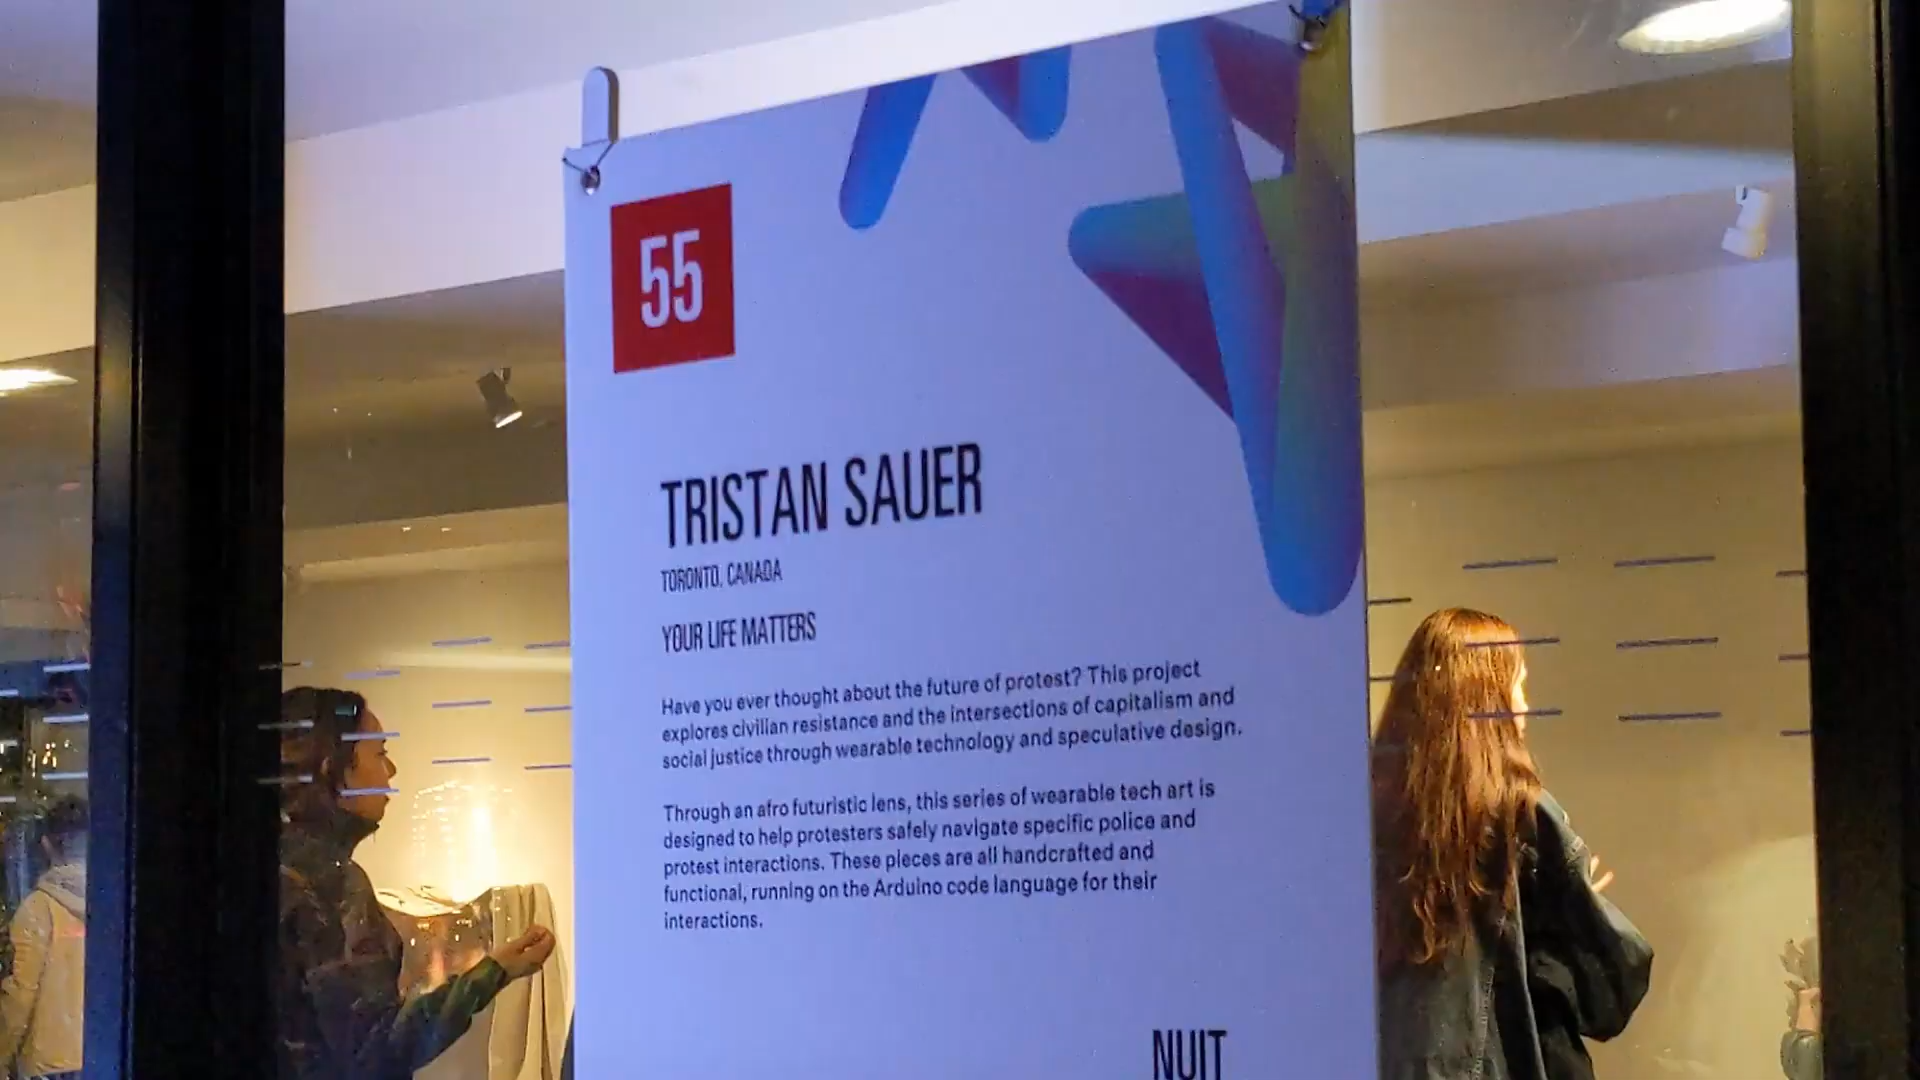 55
TRISTAN SAUER
TORONTO, CANADA
YOUR LIFE MATTERS
Have you ever thought about the future of protest? This project
explores civilian resistance and the intersections of capitalism and
social justice through wearable technology and speculative design.
Through an afro futuristic lens, this series of wearable tech art is
designed to help protesters safely navigate specific police and
protest interactions. These pieces are all handcrafted and
functional, running on the Arduino code language for their
interactions.
NUIT